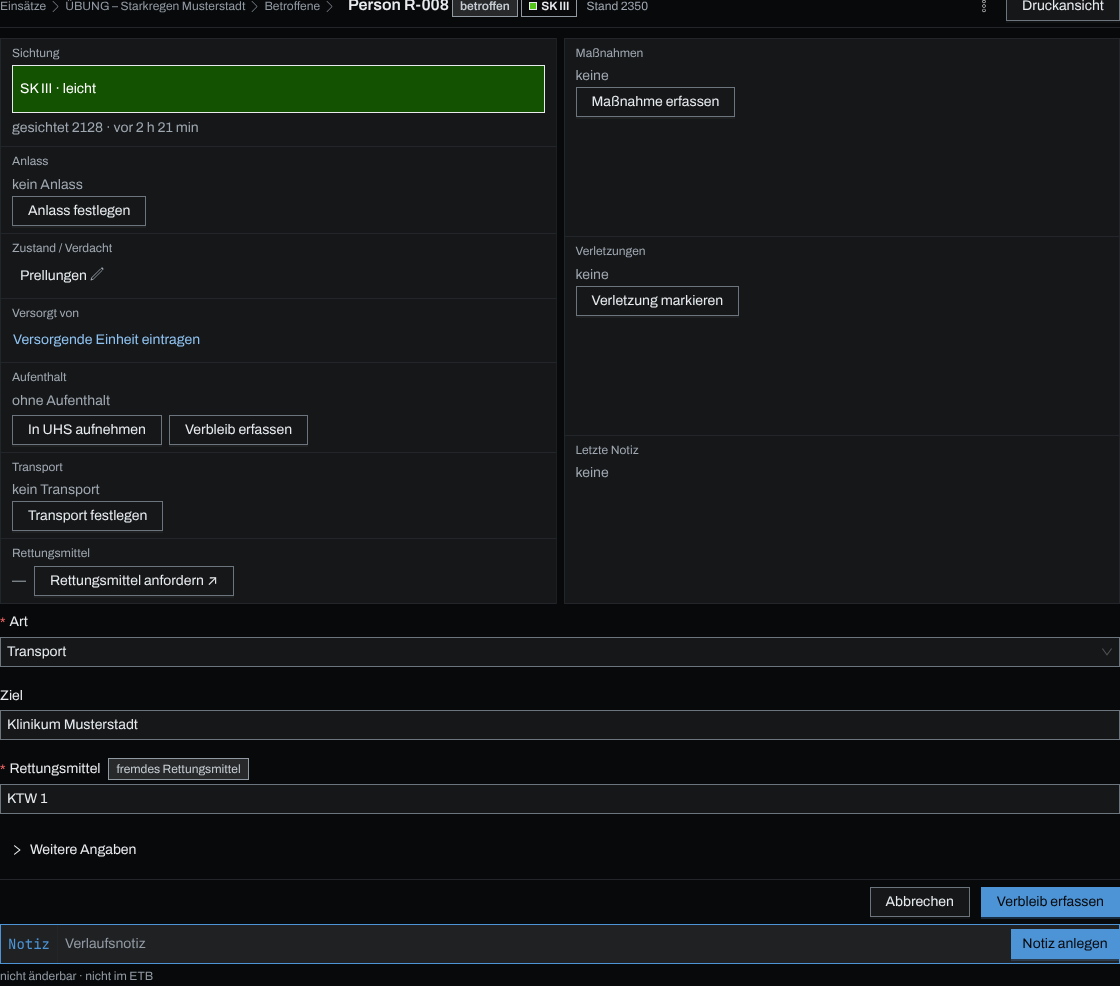 Einsätze > ÜBUNG – Starkregen Musterstadt > Betroffene > Person R-008 betroffen SK III Stand 2350
Druckansicht
Sichtung
SK III · leicht
gesichtet 2128 · vor 2 h 21 min
Anlass
kein Anlass
Anlass festlegen
Zustand / Verdacht
Prellungen
Versorgt von
Versorgende Einheit eintragen
Aufenthalt
ohne Aufenthalt
In UHS aufnehmen Verbleib erfassen
Transport
kein Transport
Transport festlegen
Rettungsmittel
— Rettungsmittel anfordern ↗
Maßnahmen
keine
Maßnahme erfassen
Verletzungen
keine
Verletzung markieren
Letzte Notiz
keine
* Art
Transport
Ziel
Klinikum Musterstadt
* Rettungsmittel fremdes Rettungsmittel
KTW 1
> Weitere Angaben
Abbrechen Verbleib erfassen
Notiz Verlaufsnotiz Notiz anlegen
nicht änderbar · nicht im ETB